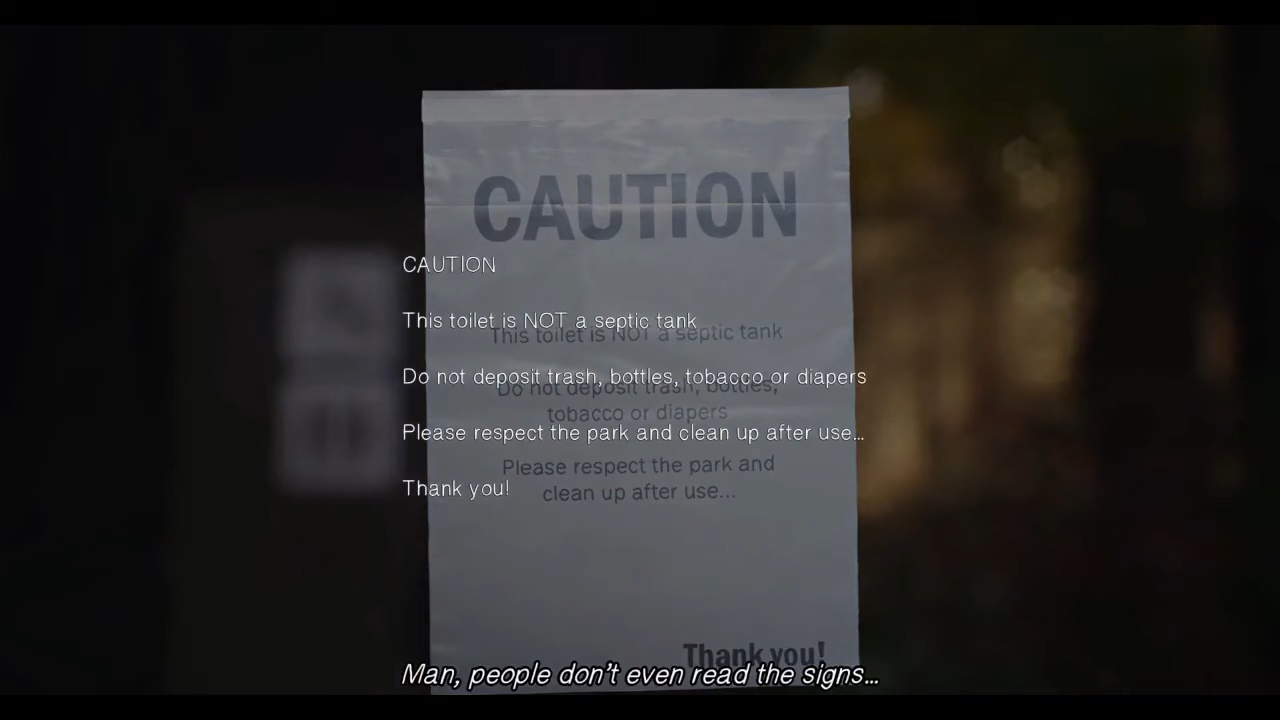 CAUTION
CAUTION
This toilet is NOT a septic tank
This toilet is NOT a septic tank
Do not deposit trash, bottles, tobacco or diapers
Do not deposit trash, bottles,
tobacco or diapers
Please respect the park and clean up after use...
Please respect the park and
clean up after use...
Thank you!
Thank you!
Man, people don't even read the signs...